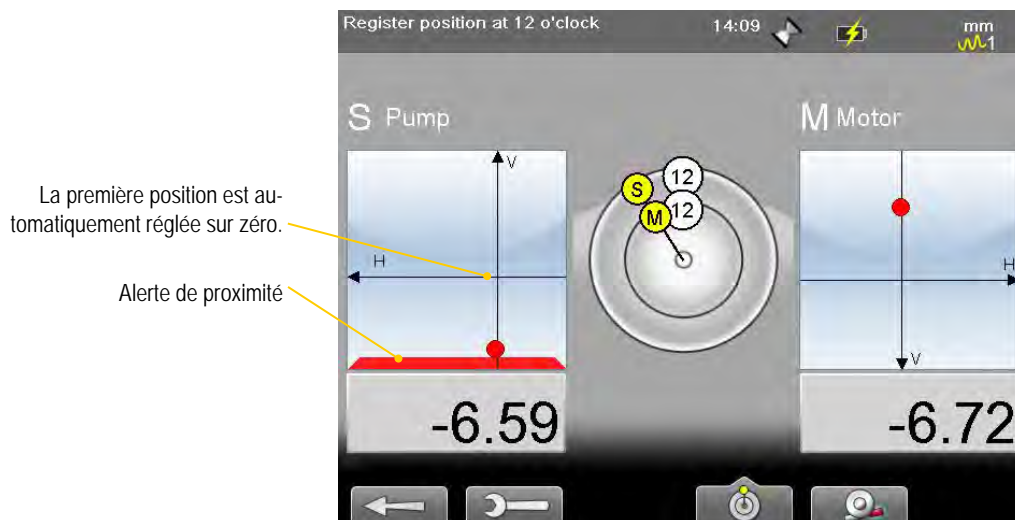 Register position at 12 o'clock
14:09
mm
1
S Pump
M Motor
La première position est au-
tomatiquement réglée sur zéro.
Alerte de proximité
V
H
S
12
M
12
H
V
-6.59
-6.72